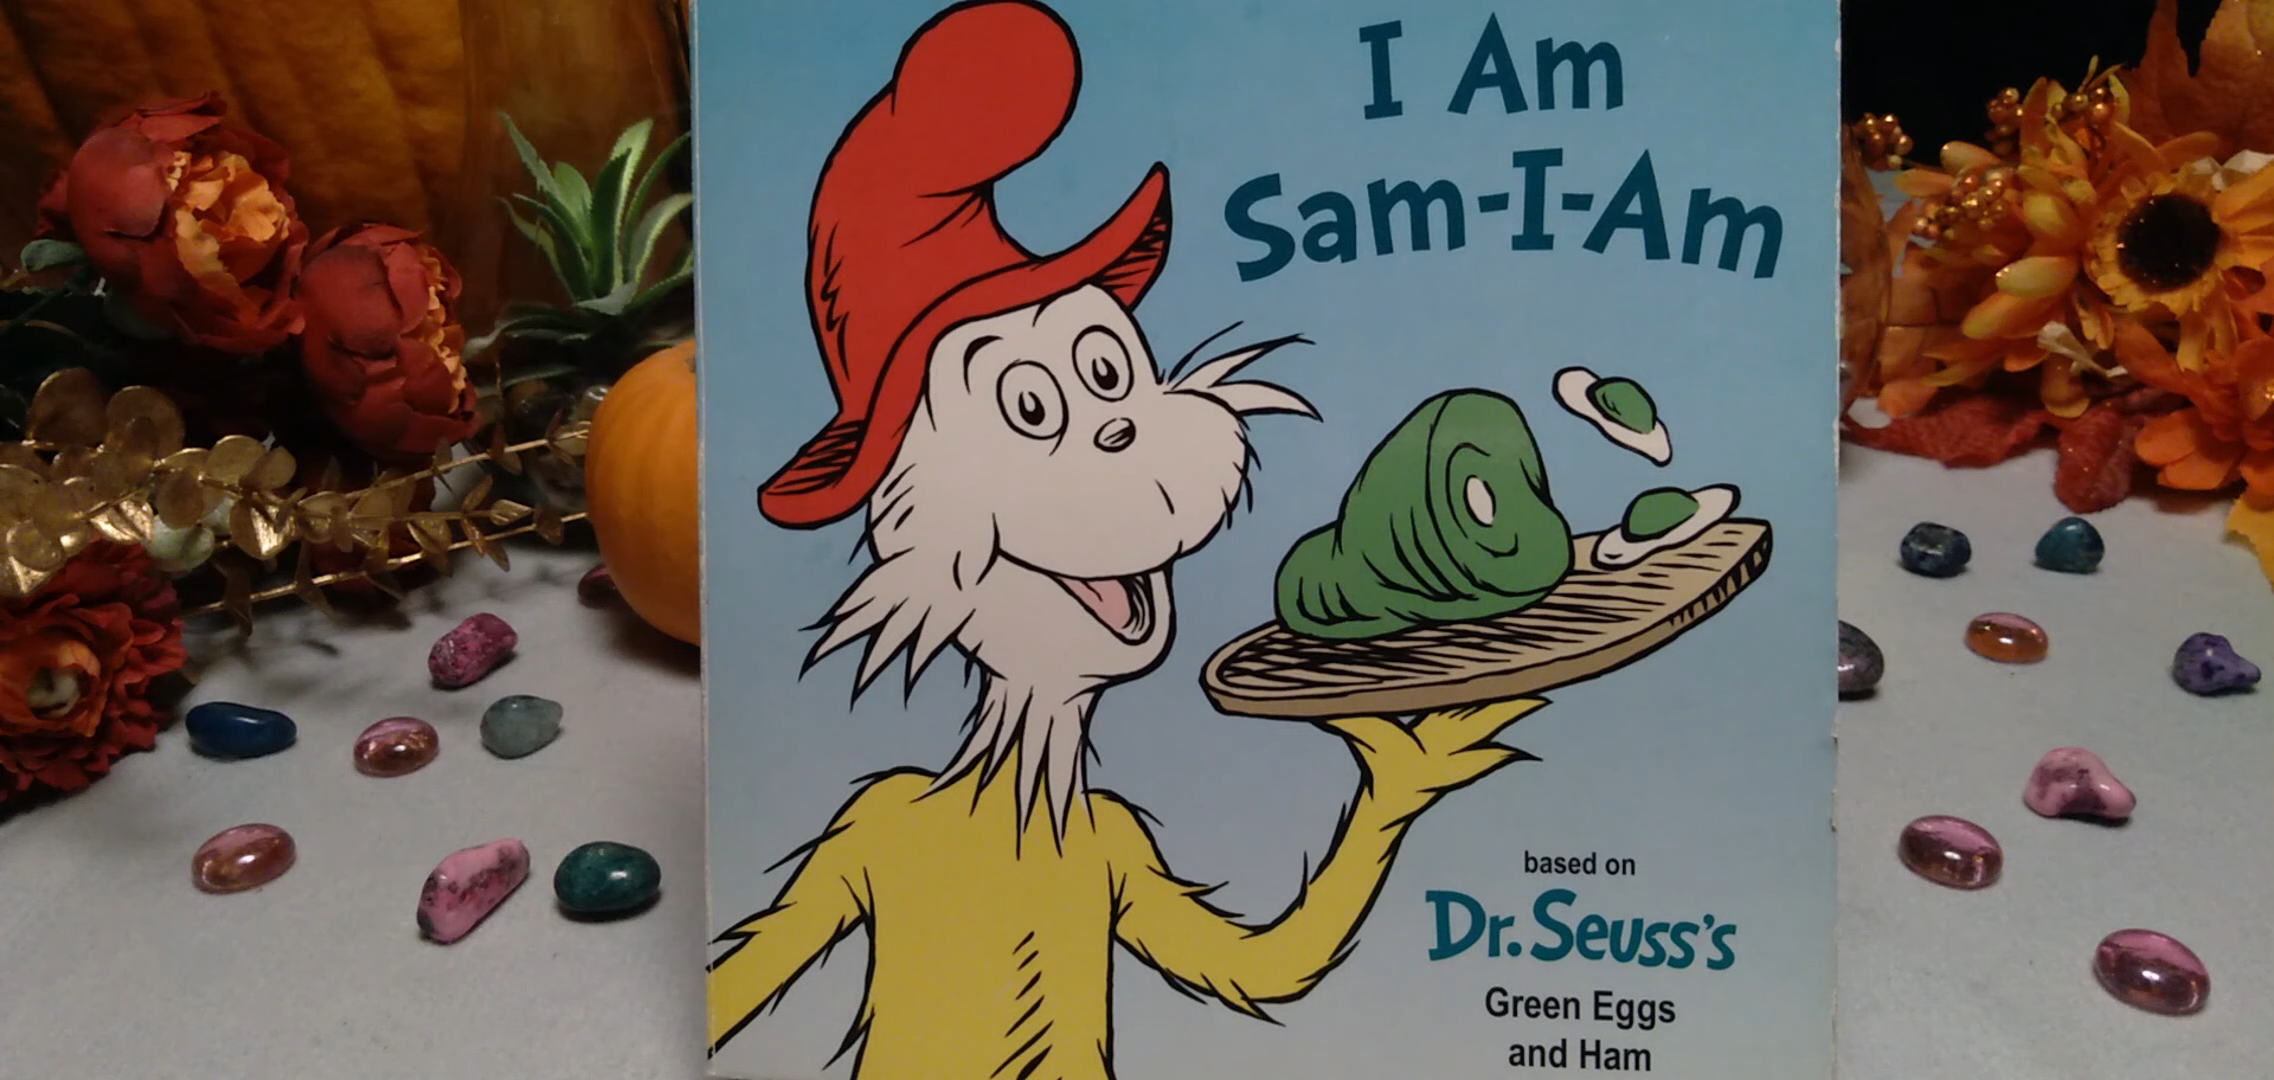 I Am
Sam-I-Am
based on
Dr. Seuss's
Green Eggs
and Ham